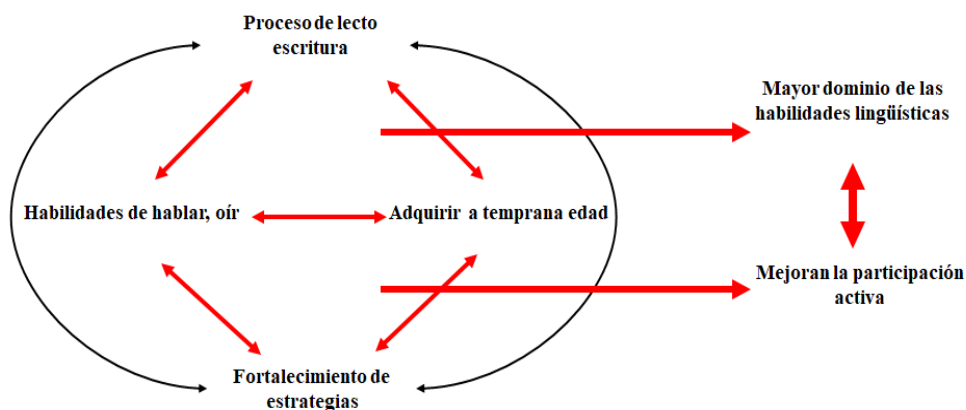 Proceso de lecto
escritura
Mayor dominio de las
habilidades lingüísticas
Habilidades de hablar, oír
Adquirir a temprana edad
Mejoran la participación
activa
Fortalecimiento de
estrategias